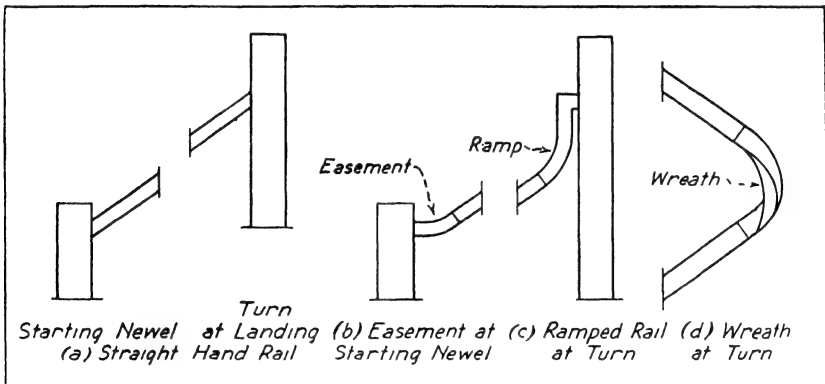 Easement
Ramp
Wreath
Turn
Starting Newel at Landing (b) Easement at (c) Ramped Rail (d) Wreath
(a) Straight Hand Rail Starting Newel at Turn at Turn